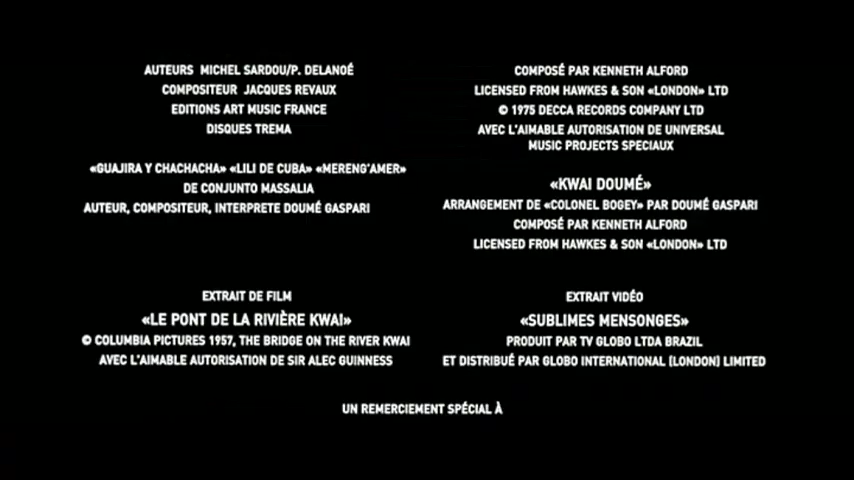 AUTEURS MICHEL SARDOU/P. DELANOÉ
COMPOSITEUR JACQUES REVAUX
EDITIONS ART MUSIC FRANCE
DISQUES TREMA
«GUAJIRA Y CHACHACHA» «LILI DE CUBA» «MERENG'AMER»
DE CONJUNTO MASSALIA
AUTEUR, COMPOSITEUR, INTERPRETE DOUMÉ GASPARI
COMPOSÉ PAR KENNETH ALFORD
LICENSED FROM HAWKES & SON «LONDON» LTD
© 1975 DECCA RECORDS COMPANY LTD
AVEC L'AIMABLE AUTORISATION DE UNIVERSAL
MUSIC PROJECTS SPECIAUX
«KWAI DOUMÉ»
ARRANGEMENT DE «COLONEL BOGEY» PAR DOUMÉ GASPARI
COMPOSÉ PAR KENNETH ALFORD
LICENSED FROM HAWKES & SON «LONDON» LTD
EXTRAIT DE FILM
«LE PONT DE LA RIVIÈRE KWAI»
© COLUMBIA PICTURES 1957, THE BRIDGE ON THE RIVER KWAI
AVEC L'AIMABLE AUTORISATION DE SIR ALEC GUINNESS
EXTRAIT VIDÉO
«SUBLIMES MENSONGES»
PRODUIT PAR TV GLOBO LTDA BRAZIL
ET DISTRIBUÉ PAR GLOBO INTERNATIONAL (LONDON) LIMITED
UN REMERCIEMENT SPÉCIAL À